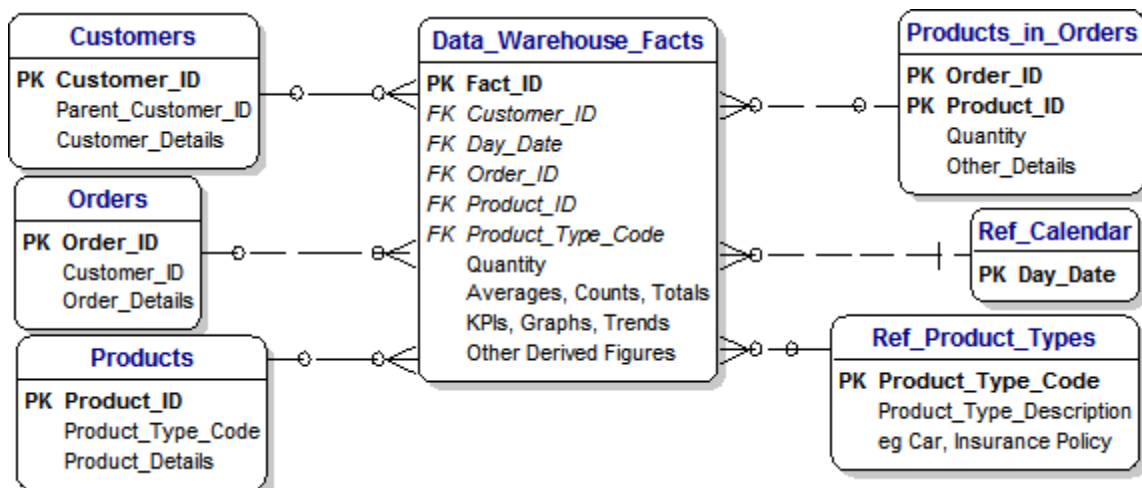 Customers
PK Customer_ID
Parent_Customer_ID
Customer_Details
Orders
PK Order_ID
Customer_ID
Order_Details
Products
PK Product_ID
Product_Type_Code
Product_Details
Data_Warehouse_Facts
PK Fact_ID
FK Customer_ID
FK Day_Date
FK Order_ID
FK Product_ID
FK Product_Type_Code
Quantity
Averages, Counts, Totals
KPIs, Graphs, Trends
Other Derived Figures
Products_in_Orders
PK Order_ID
PK Product_ID
Quantity
Other_Details
Ref_Calendar
PK Day_Date
Ref_Product_Types
PK Product_Type_Code
Product_Type_Description
eg Car, Insurance Policy